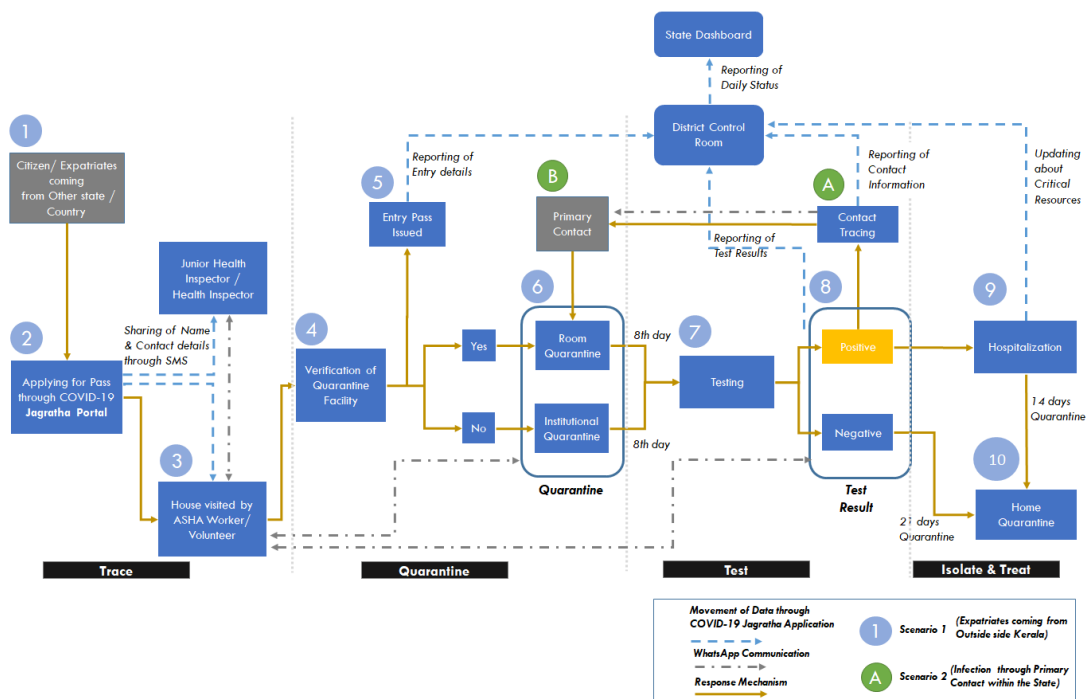 State Dashboard
Reporting of
Daily Status
1
Citizen/ Expatriates
coming
from Other state /
Country
District Control
Room
5
Reporting of
Entry details
B
A
Reporting of
Contact
Information
Updating
about
Critical
Resources
Entry Pass
Issued
Primary
Contact
Contact
Tracing
Junior Health
Inspector /
Health Inspector
Reporting of
Test Results
6
8
9
2
Sharing of Name
& Contact details
through SMS
4
7
8th day
Yes
Room
Quarantine
Positive
Hospitalization
Applying for Pass
through COVID-19
Jagratha Portal
Verification of
Quarantine
Facility
Testing
14 days
Quarantine
No
Institutional
Quarantine
8th day
Negative
3
10
Quarantine
Test
Result
House visited by
ASHA Worker/
Volunteer
21 days
Quarantine
Home
Quarantine
Trace
Quarantine
Test
Isolate & Treat
Movement of Data through
COVID-19 Jagratha Application
WhatsApp Communication
Response Mechanism
1
Scenario 1 (Expatriates coming from
Outside side Kerala)
A
Scenario 2 (Infection through Primary
Contact within the State)